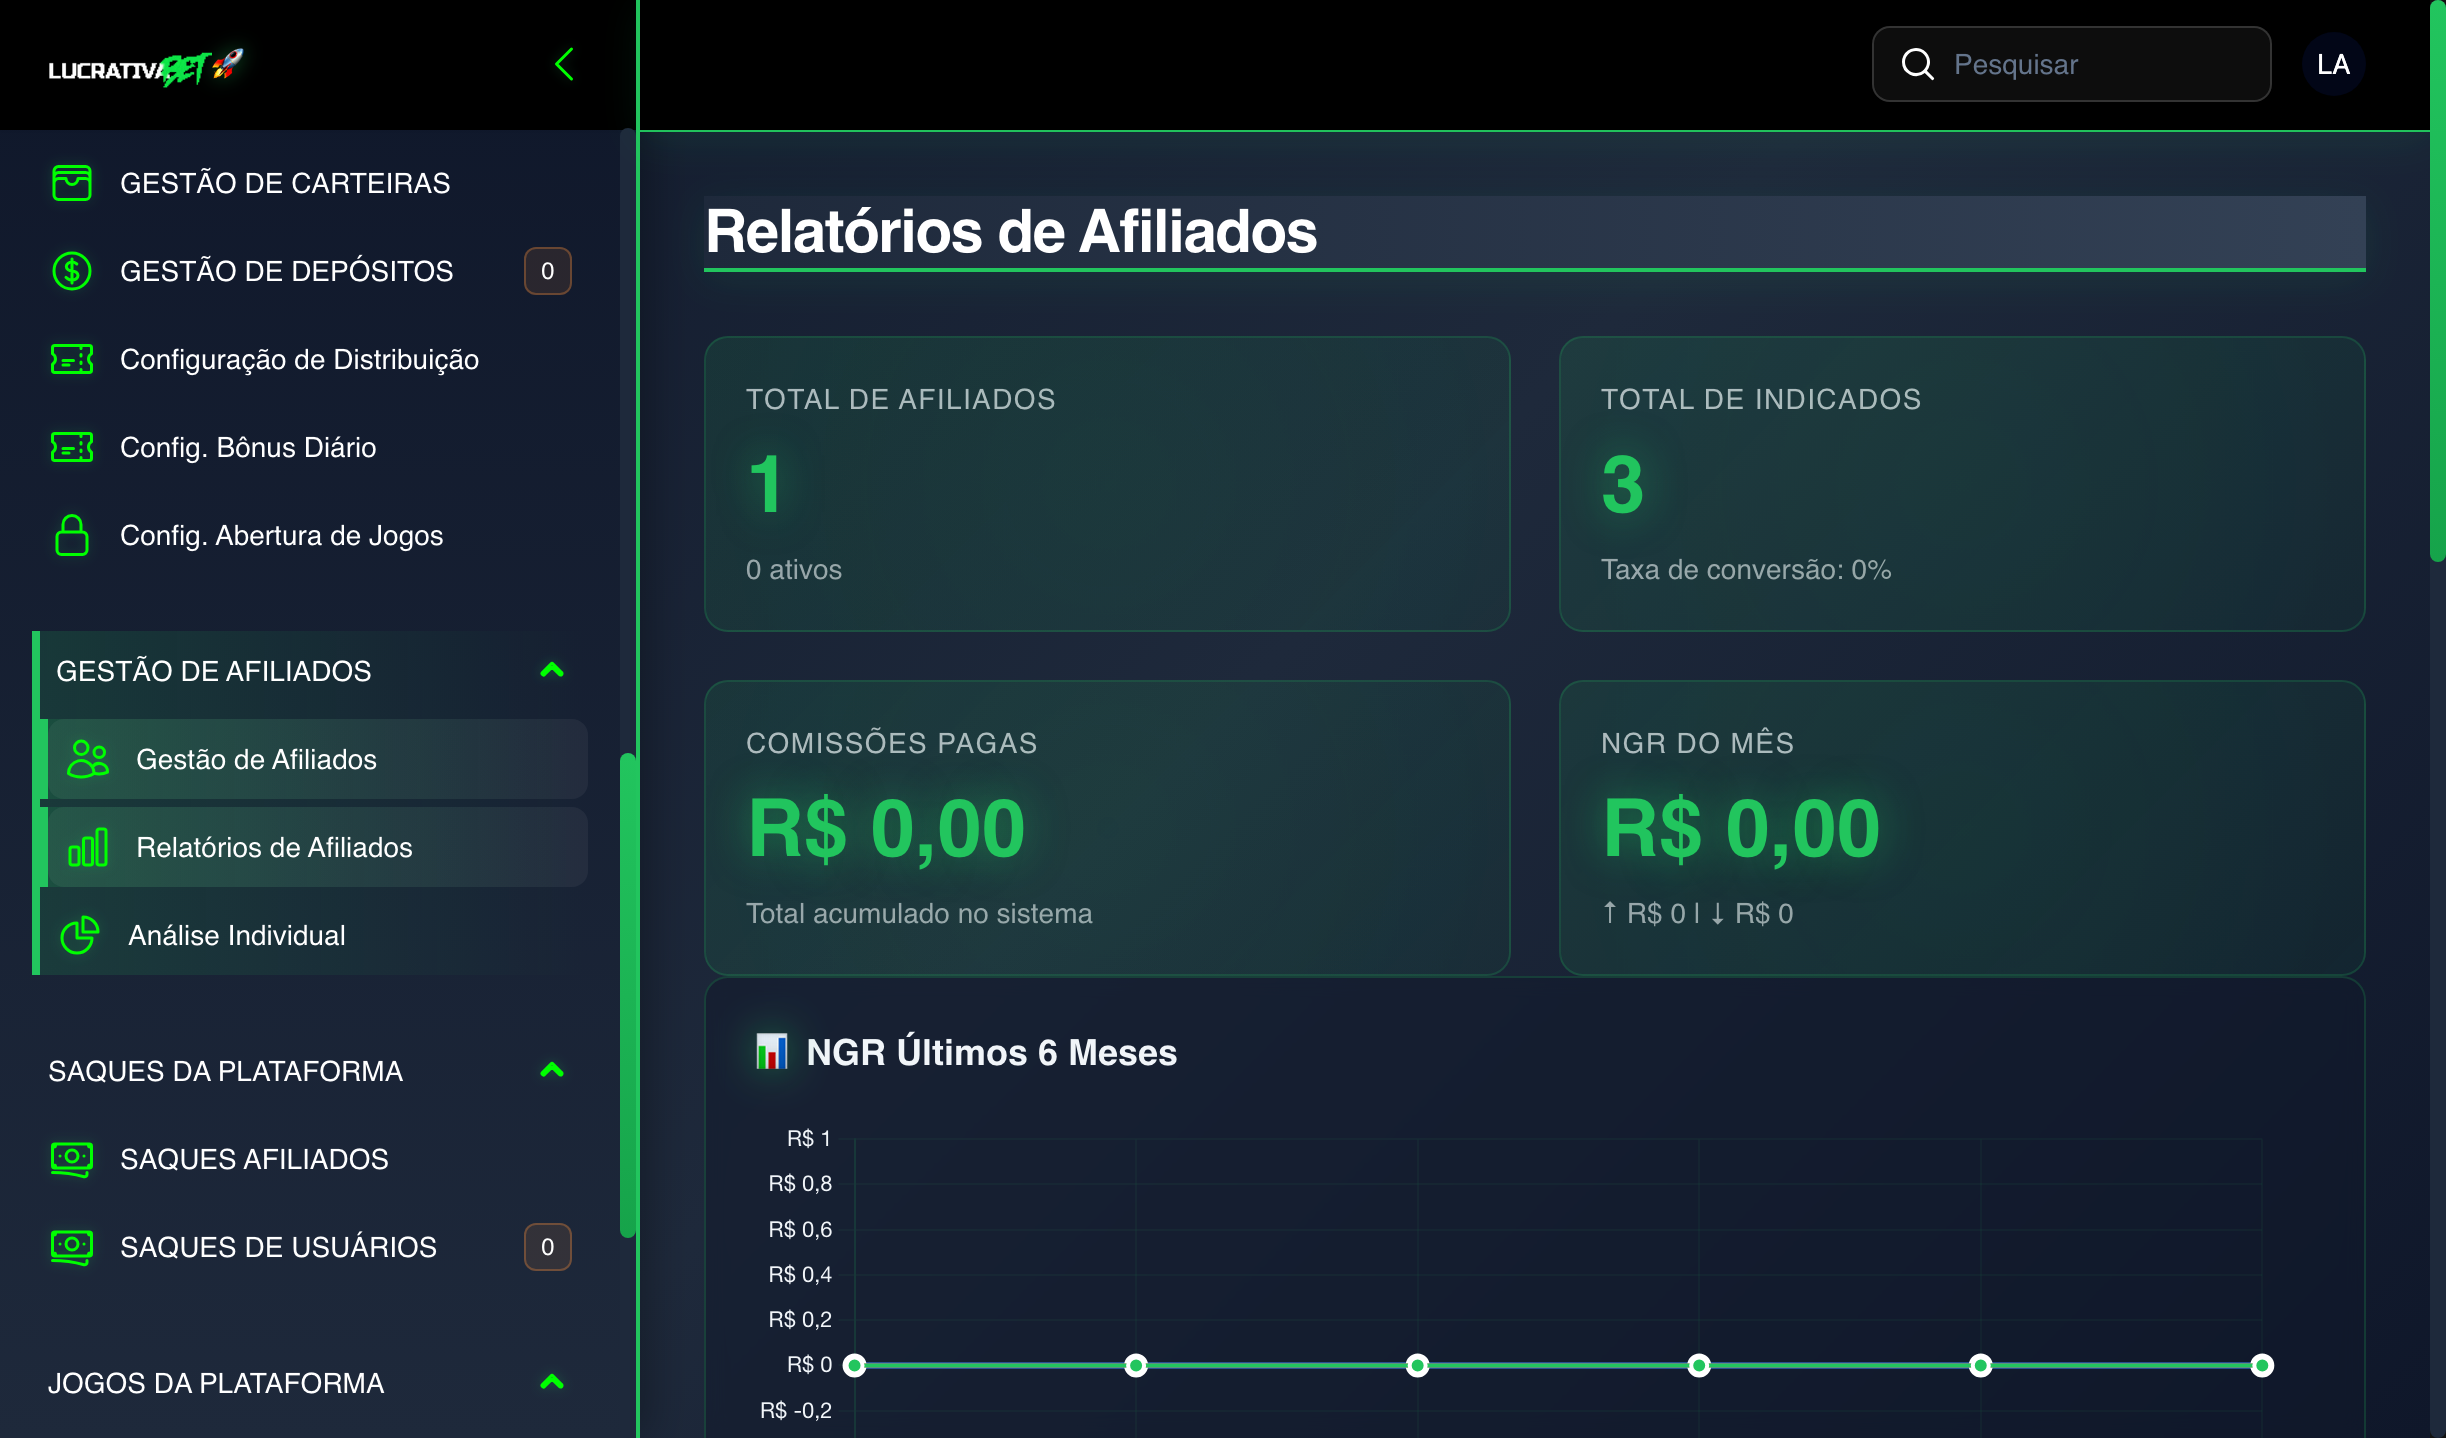 LUCRATIVABET
Pesquisar
LA
GESTÃO DE CARTEIRAS
GESTÃO DE DEPÓSITOS
0
Configuração de Distribuição
Config. Bônus Diário
Config. Abertura de Jogos
GESTÃO DE AFILIADOS
Gestão de Afiliados
Relatórios de Afiliados
Análise Individual
SAQUES DA PLATAFORMA
SAQUES AFILIADOS
SAQUES DE USUÁRIOS
0
JOGOS DA PLATAFORMA
Relatórios de Afiliados
TOTAL DE AFILIADOS
1
0 ativos
TOTAL DE INDICADOS
3
Taxa de conversão: 0%
COMISSÕES PAGAS
R$ 0,00
Total acumulado no sistema
NGR DO MÊS
R$ 0,00
↑ R$ 0 | ↓ R$ 0
NGR Últimos 6 Meses
R$ 1
R$ 0,8
R$ 0,6
R$ 0,4
R$ 0,2
R$ 0
R$ -0,2